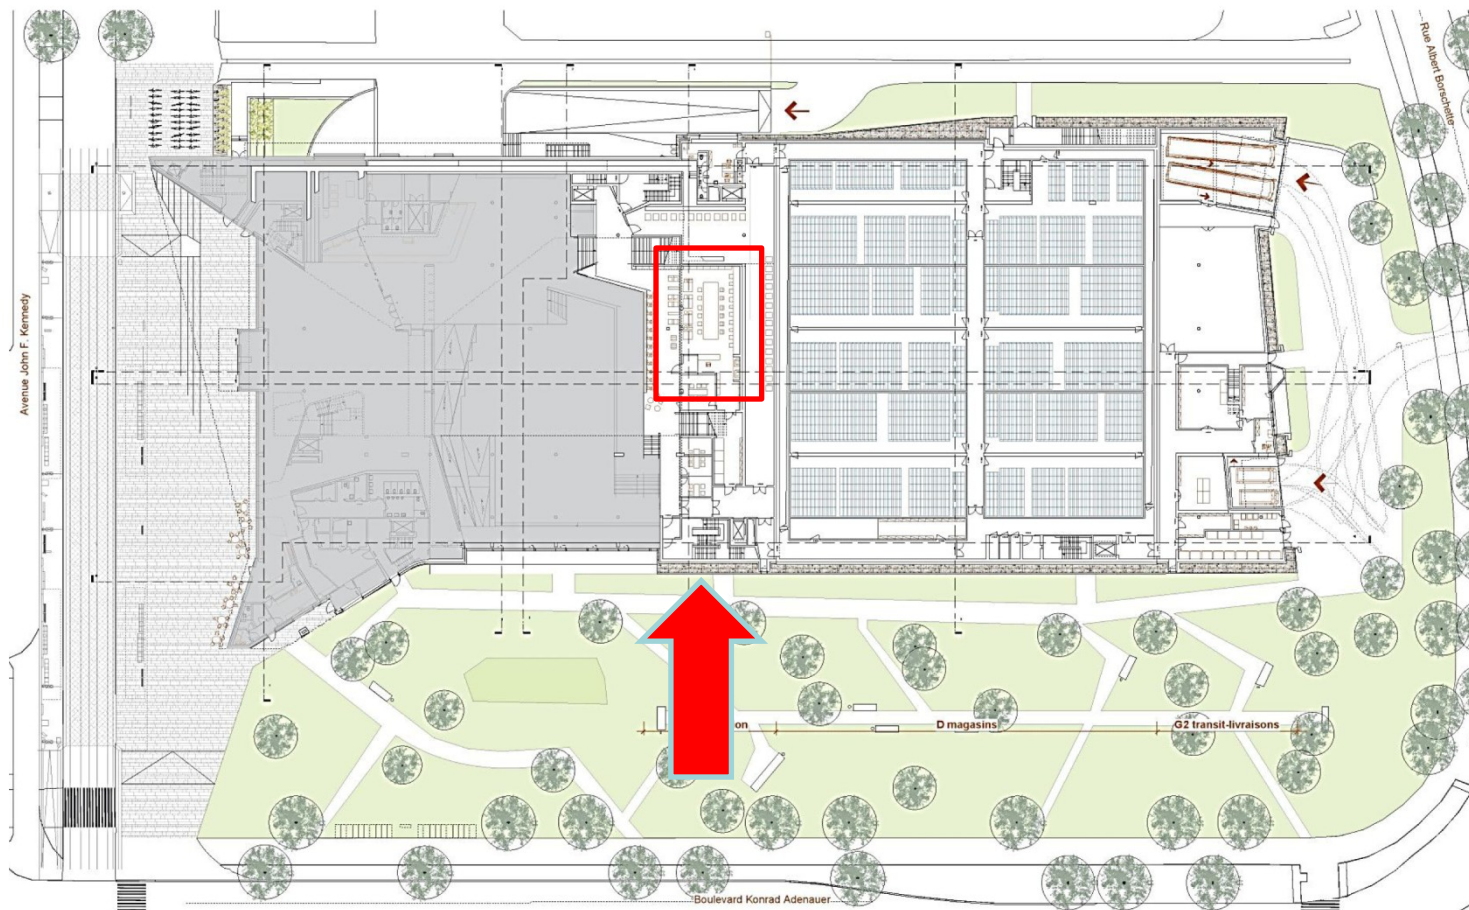 Rue Albert Borschette
Avenue John F. Kennedy
on
D magasins
G2 transit-livraisons
Boulevard Konrad Adenauer